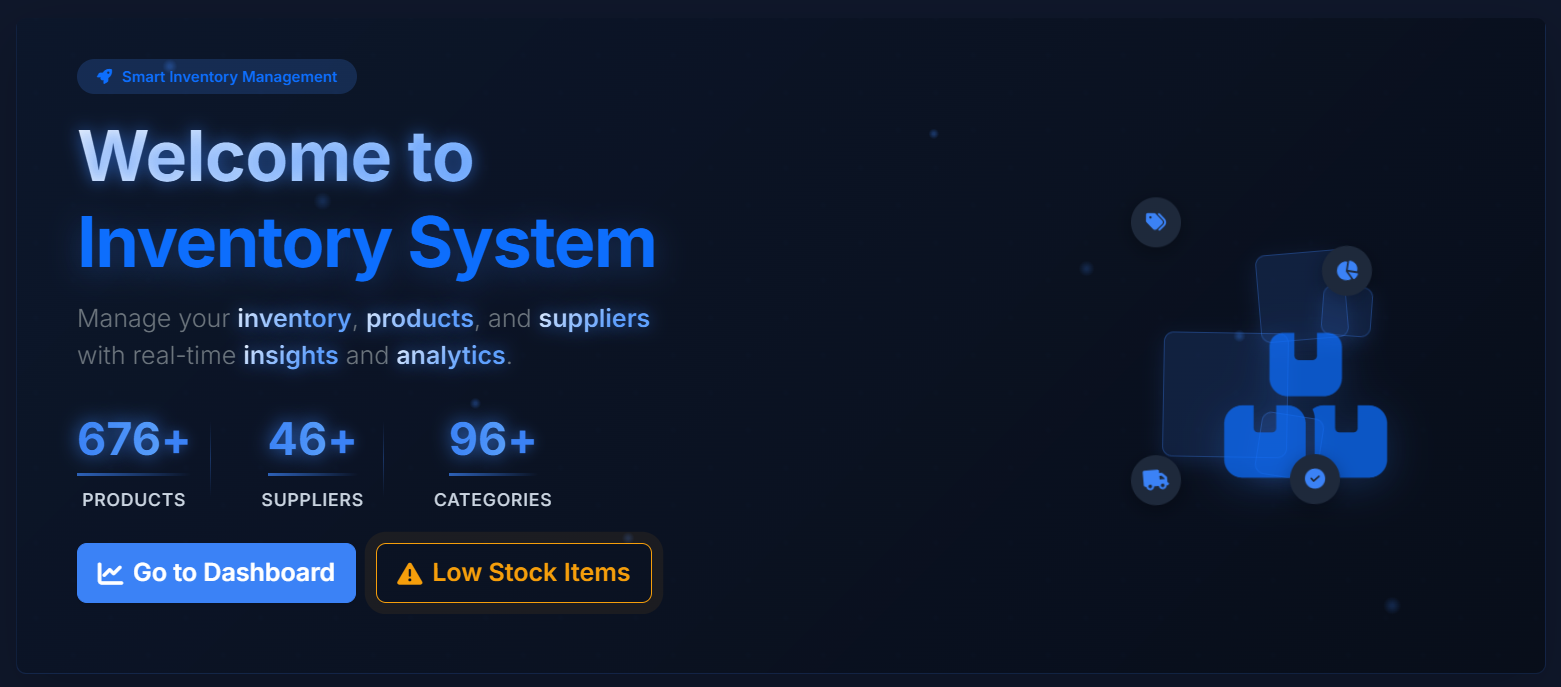 Smart Inventory Management
Welcome to
Inventory System
Manage your inventory, products, and suppliers
with real-time insights and analytics.
676+ 46+ 96+
PRODUCTS SUPPLIERS CATEGORIES
Go to Dashboard Low Stock Items